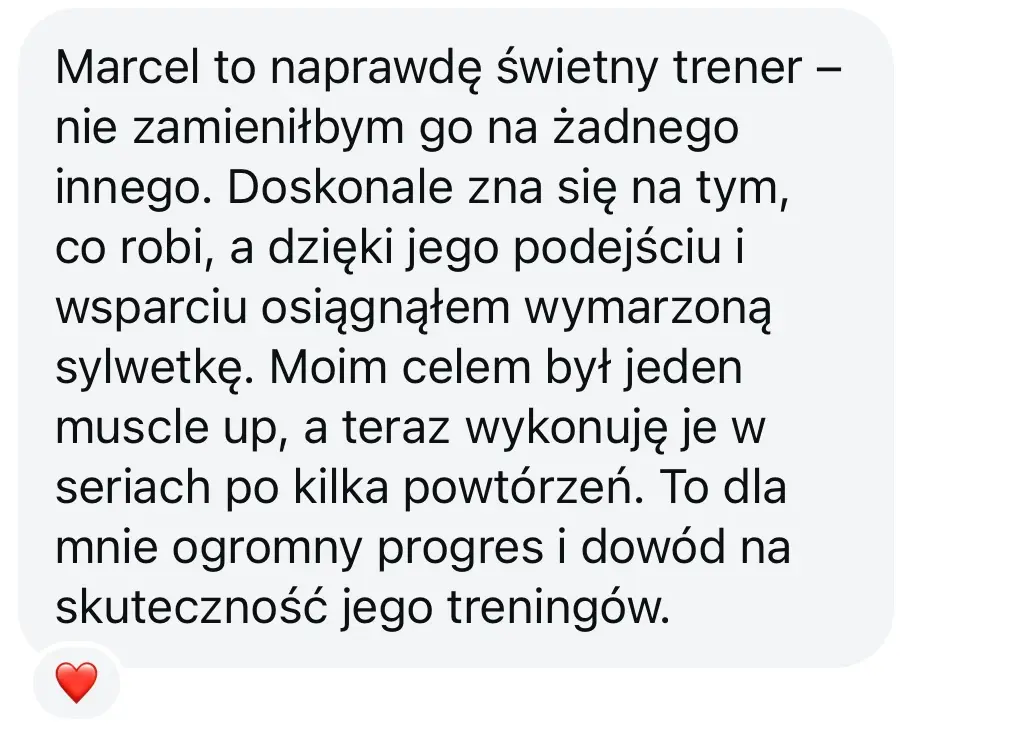 Marcel to naprawdę świetny trener –
nie zamieniłbym go na żadnego
innego. Doskonale zna się na tym,
co robi, a dzięki jego podejściu i
wsparciu osiągnąłem wymarzoną
sylwetkę. Moim celem był jeden
muscle up, a teraz wykonuję je w
seriach po kilka powtórzeń. To dla
mnie ogromny progres i dowód na
skuteczność jego treningów.